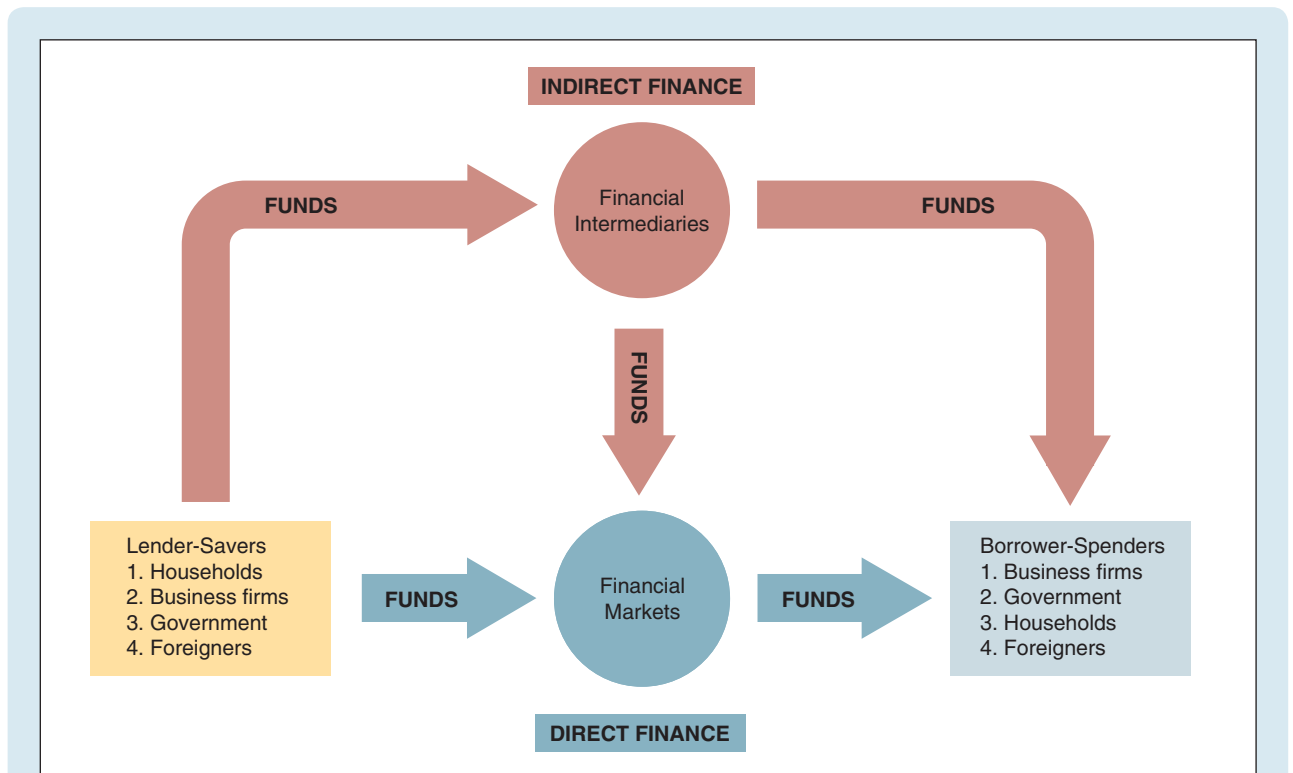 INDIRECT FINANCE
FUNDS
Financial
Intermediaries
FUNDS
FUNDS
Lender-Savers
1. Households
2. Business firms
3. Government
4. Foreigners
FUNDS
Financial
Markets
FUNDS
Borrower-Spenders
1. Business firms
2. Government
3. Households
4. Foreigners
DIRECT FINANCE